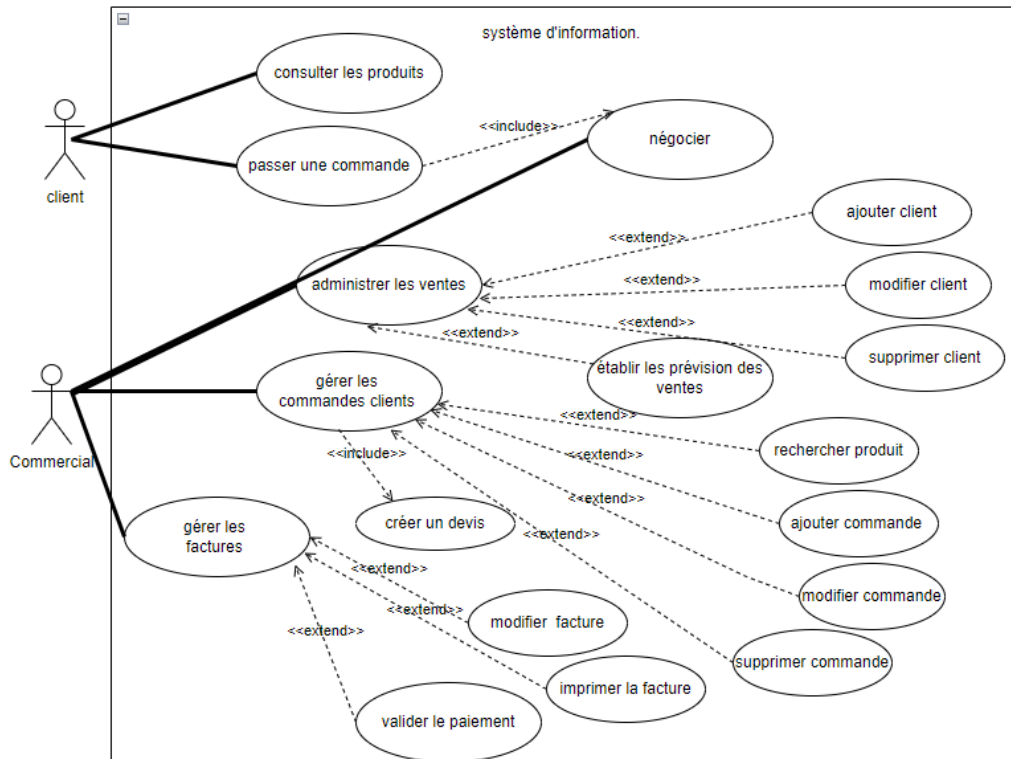 système d'information.
consulter les produits
<<include>>
négocier
passer une commande
client
ajouter client
<<extend>>
administrer les ventes
<<extend>>
modifier client
<<extend>>
<<extend>>
supprimer client
établir les prévision des
ventes
gérer les
commandes clients
<<extend>>
rechercher produit
Commercial
<<include>>
<<extend>>
<<extend>>
créer un devis
ajouter commande
gérer les
factures
<<extend>>
<<extend>>
modifier commande
<<extend>>
modifier facture
<<extend>>
supprimer commande
imprimer la facture
valider le paiement